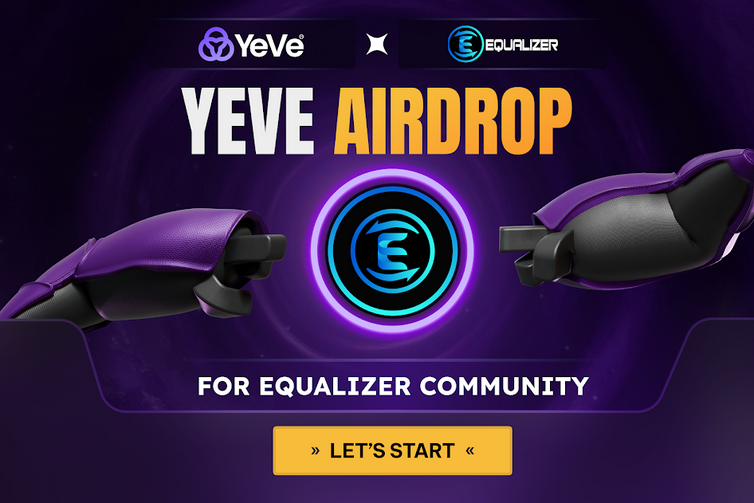 YeVe
EQUALIZER
YEVE AIRDROP
E
FOR EQUALIZER COMMUNITY
» LET'S START «